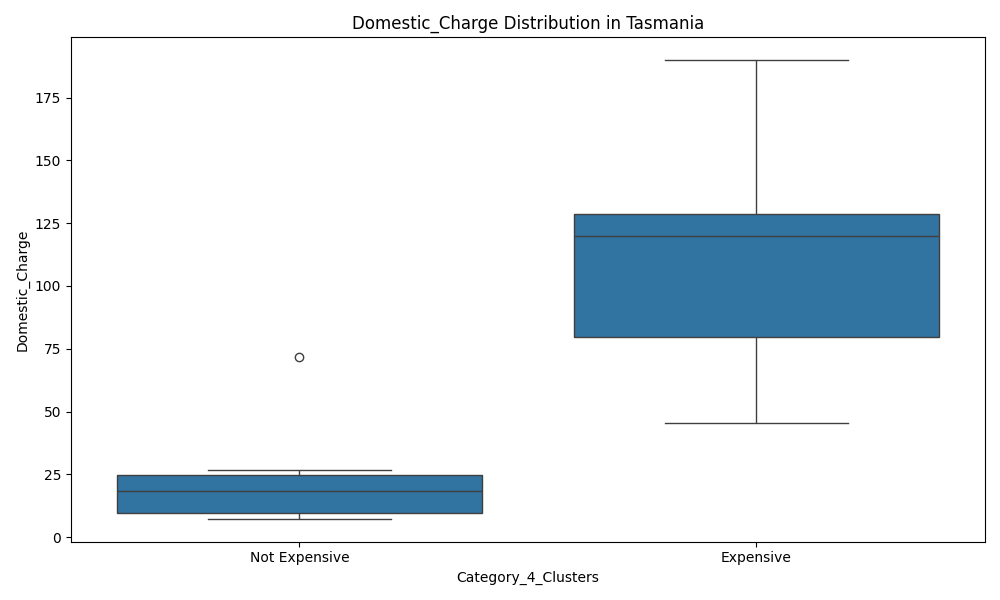 Domestic_Charge Distribution in Tasmania
Domestic_Charge
175
150
125
100
75
50
25
0
Not Expensive
Expensive
Category_4_Clusters